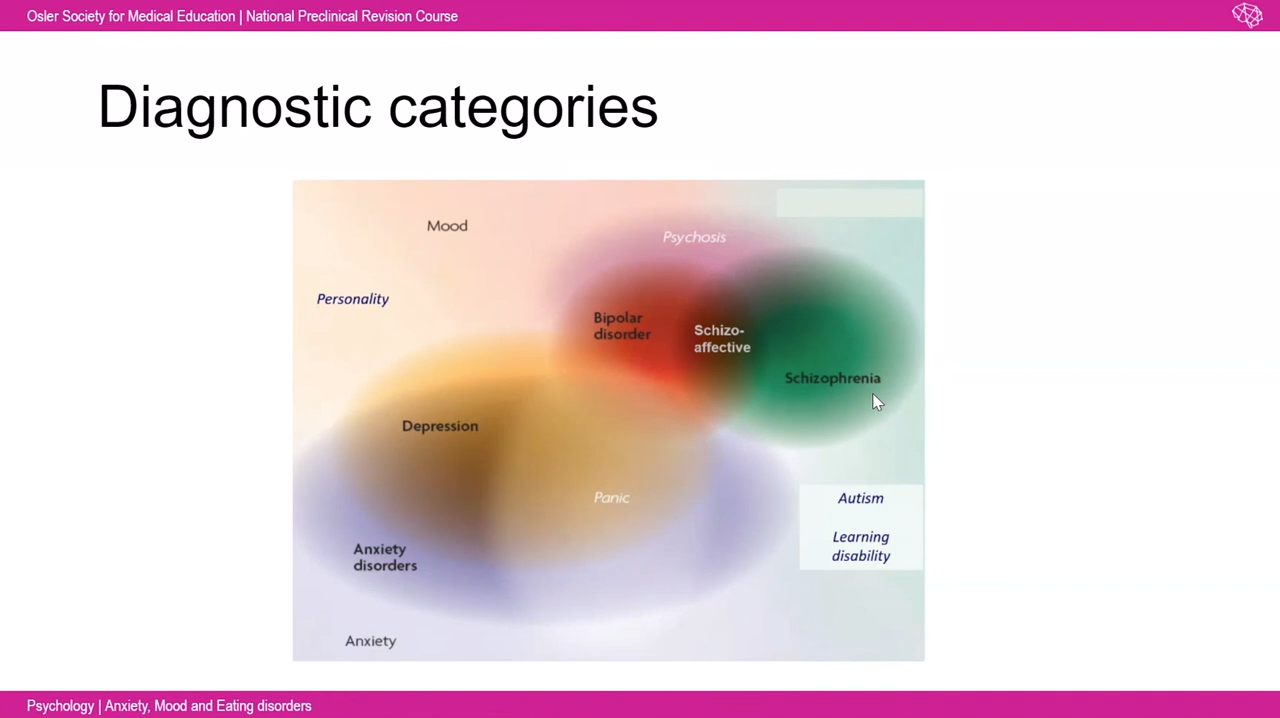 Osler Society for Medical Education | National Preclinical Revision Course
Diagnostic categories
Mood
Psychosis
Personality
Bipolar
disorder
Schizo-
affective
Schizophrenia
Depression
Panic
Autism
Learning
disability
Anxiety
disorders
Anxiety
Psychology | Anxiety, Mood and Eating disorders